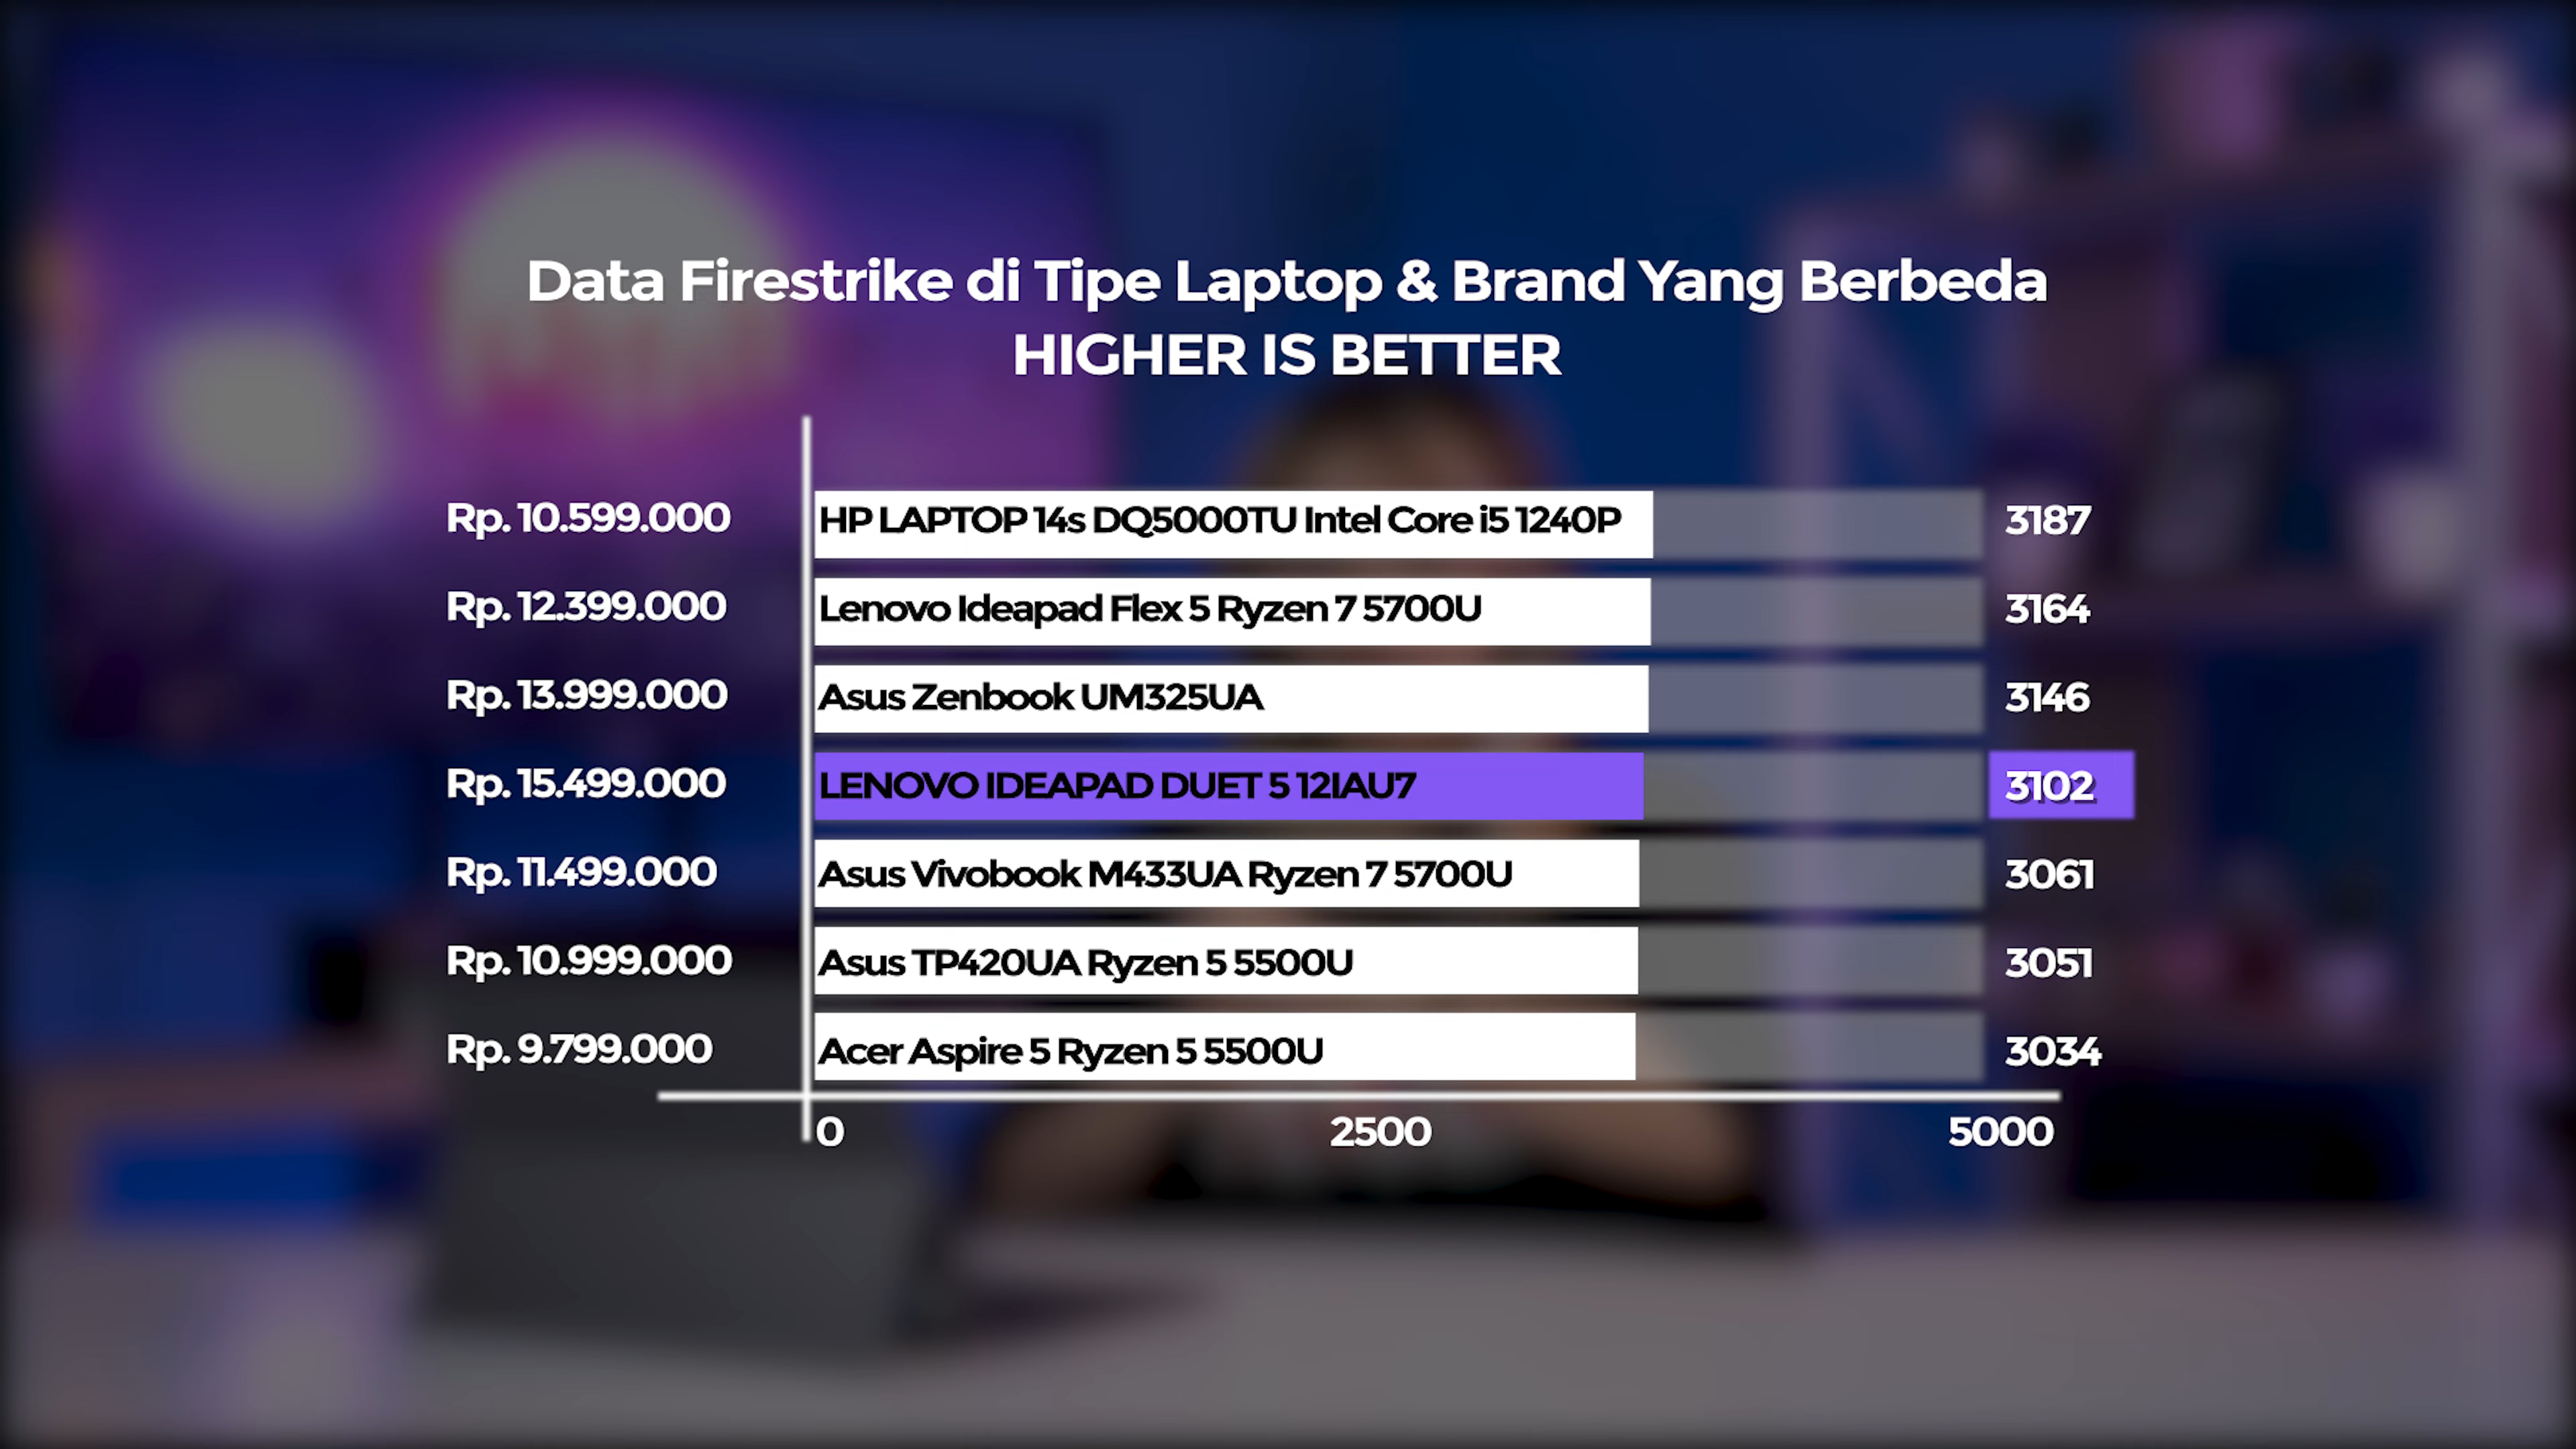 Data Firestrike di Tipe Laptop & Brand Yang Berbeda
HIGHER IS BETTER
Rp. 10.599.000 HP LAPTOP 14s DQ5000TU Intel Core i5 1240P 3187
Rp. 12.399.000 Lenovo Ideapad Flex 5 Ryzen 7 5700U 3164
Rp. 13.999.000 Asus Zenbook UM325UA 3146
Rp. 15.499.000 LENOVO IDEAPAD DUET 5 12IAU7 3102
Rp. 11.499.000 Asus Vivobook M433UA Ryzen 7 5700U 3061
Rp. 10.999.000 Asus TP420UA Ryzen 5 5500U 3051
Rp. 9.799.000 Acer Aspire 5 Ryzen 5 5500U 3034
0 2500 5000